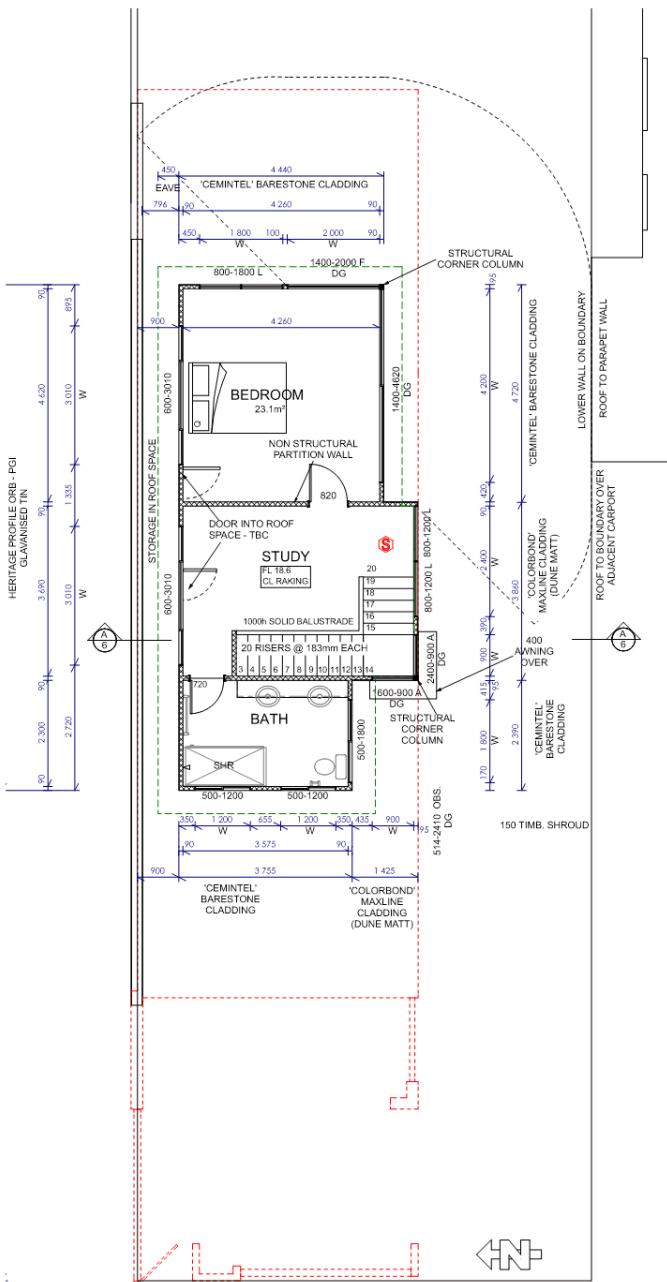 450
4 440
EAVE
'CEMINTEL' BARESTONE CLADDING
796
90
4 260
90
450
1 800
100
2 000
90
W
W
STRUCTURAL
CORNER COLUMN
1400-2000 F
DG
800-1800 L
900
4 260
BEDROOM
23.1m²
600-3010
1400-4620
DG
NON STRUCTURAL
PARTITION WALL
820
STORAGE IN ROOF SPACE
DOOR INTO ROOF
SPACE - TBC
STUDY
FL 18.6
CL RAKING
S
800-1200 L
800-1200 L
600-3010
20
19
18
17
16
15
1000h SOLID BALUSTRADE
20 RISERS @ 183mm EACH
3 4 5 6 7 8 9 10 11 12 13 14
2400-900 A
DG
400
AWNING
OVER
720
1600-900 A
DG
BATH
STRUCTURAL
CORNER
COLUMN
500-1800
SHR
500-1200
500-1200
514-2410 OBS.
DG
HERITAGE PROFILE ORB - PGI
GLAVANISED TIN
90
4 620
90
3 690
90
2 300
90
895
3 010
W
1 335
3 010
W
2 720
A
6
A
6
95
4 200
W
420
90
2 400
W
390
900
W
415
95
1 800
W
170
4 720
3 860
2 390
'CEMINTEL' BARESTONE CLADDING
'COLORBOND'
MAXLINE CLADDING
(DUNE MATT)
'CEMINTEL'
BARESTONE
CLADDING
LOWER WALL ON BOUNDARY
ROOF TO PARAPET WALL
ROOF TO BOUNDARY OVER
ADJACENT CARPORT
150 TIMB. SHROUD
350
1 200
655
1 200
350
435
900
95
W
W
W
90
3 575
90
900
3 755
1 425
'CEMINTEL'
BARESTONE
CLADDING
'COLORBOND'
MAXLINE
CLADDING
(DUNE MATT)
N